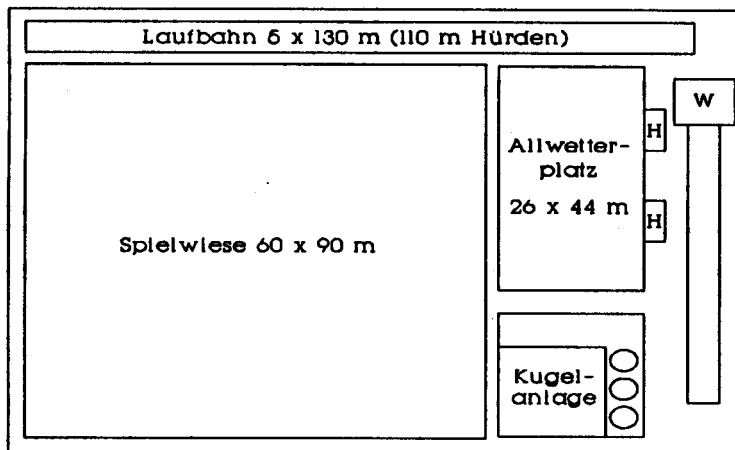 Laufbahn 6 x 130 m (110 m Hürden)
W
H
Allwetter-
platz
26 x 44 m
H
Spielwiese 60 x 90 m
Kugel-
anlage